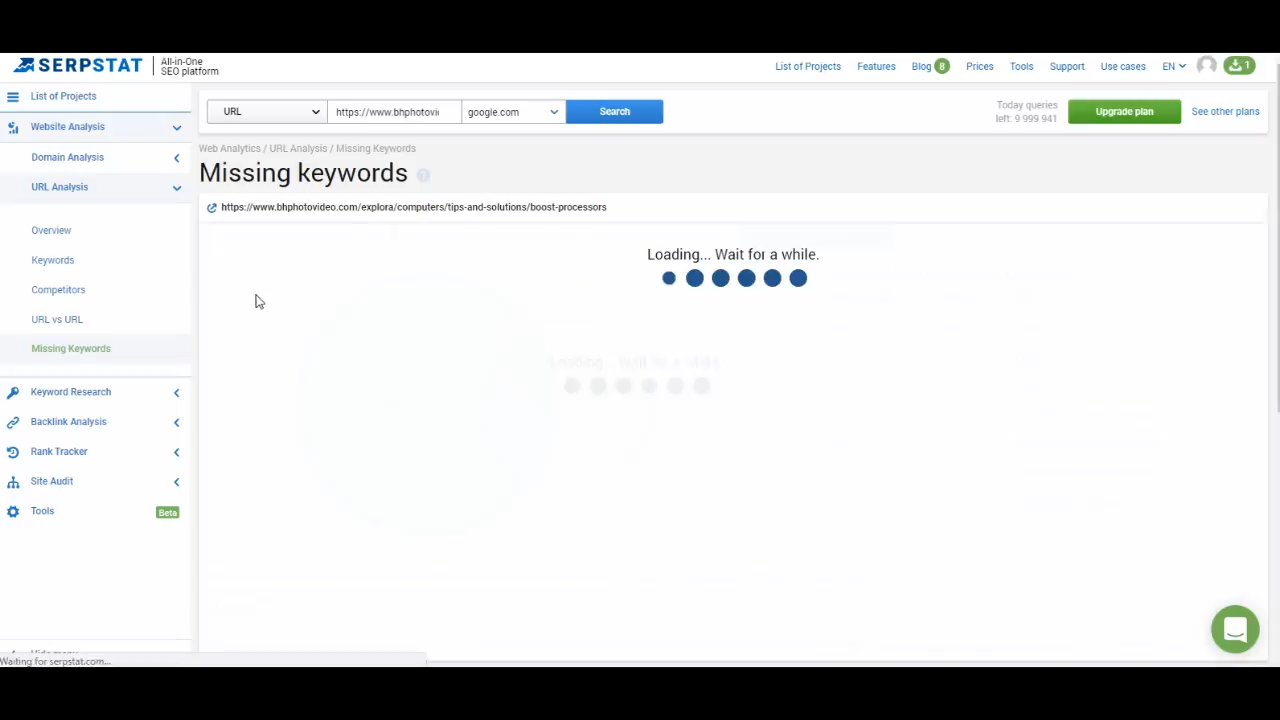 SERPSTAT
All-in-One
SEO platform
List of Projects
Features
Blog 8
Prices
Tools
Support
Use cases
EN
1
List of Projects
Website Analysis
Domain Analysis
URL Analysis
Overview
Keywords
Competitors
URL vs URL
Missing Keywords
Keyword Research
Backlink Analysis
Rank Tracker
Site Audit
Tools
Beta
Hide menu
Waiting for serpstat.com...
URL
https://www.bhphotovi
google.com
Search
Today queries
left: 9 999 941
Upgrade plan
See other plans
Web Analytics / URL Analysis / Missing Keywords
Missing keywords ?
https://www.bhphotovideo.com/explora/computers/tips-and-solutions/boost-processors
Loading... Wait for a while.